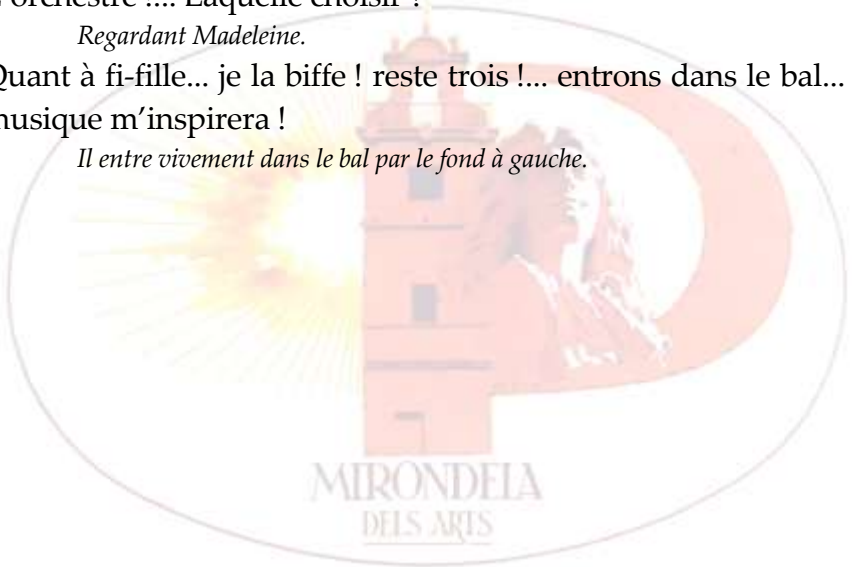 l'orchestre !... Laquelle choisir ?
Regardant Madeleine.
Quant à fi-fille... je la biffe ! reste trois !... entrons dans le bal...
musique m'inspirera !
Il entre vivement dans le bal par le fond à gauche.
MIRONDELA
DELS ARTS